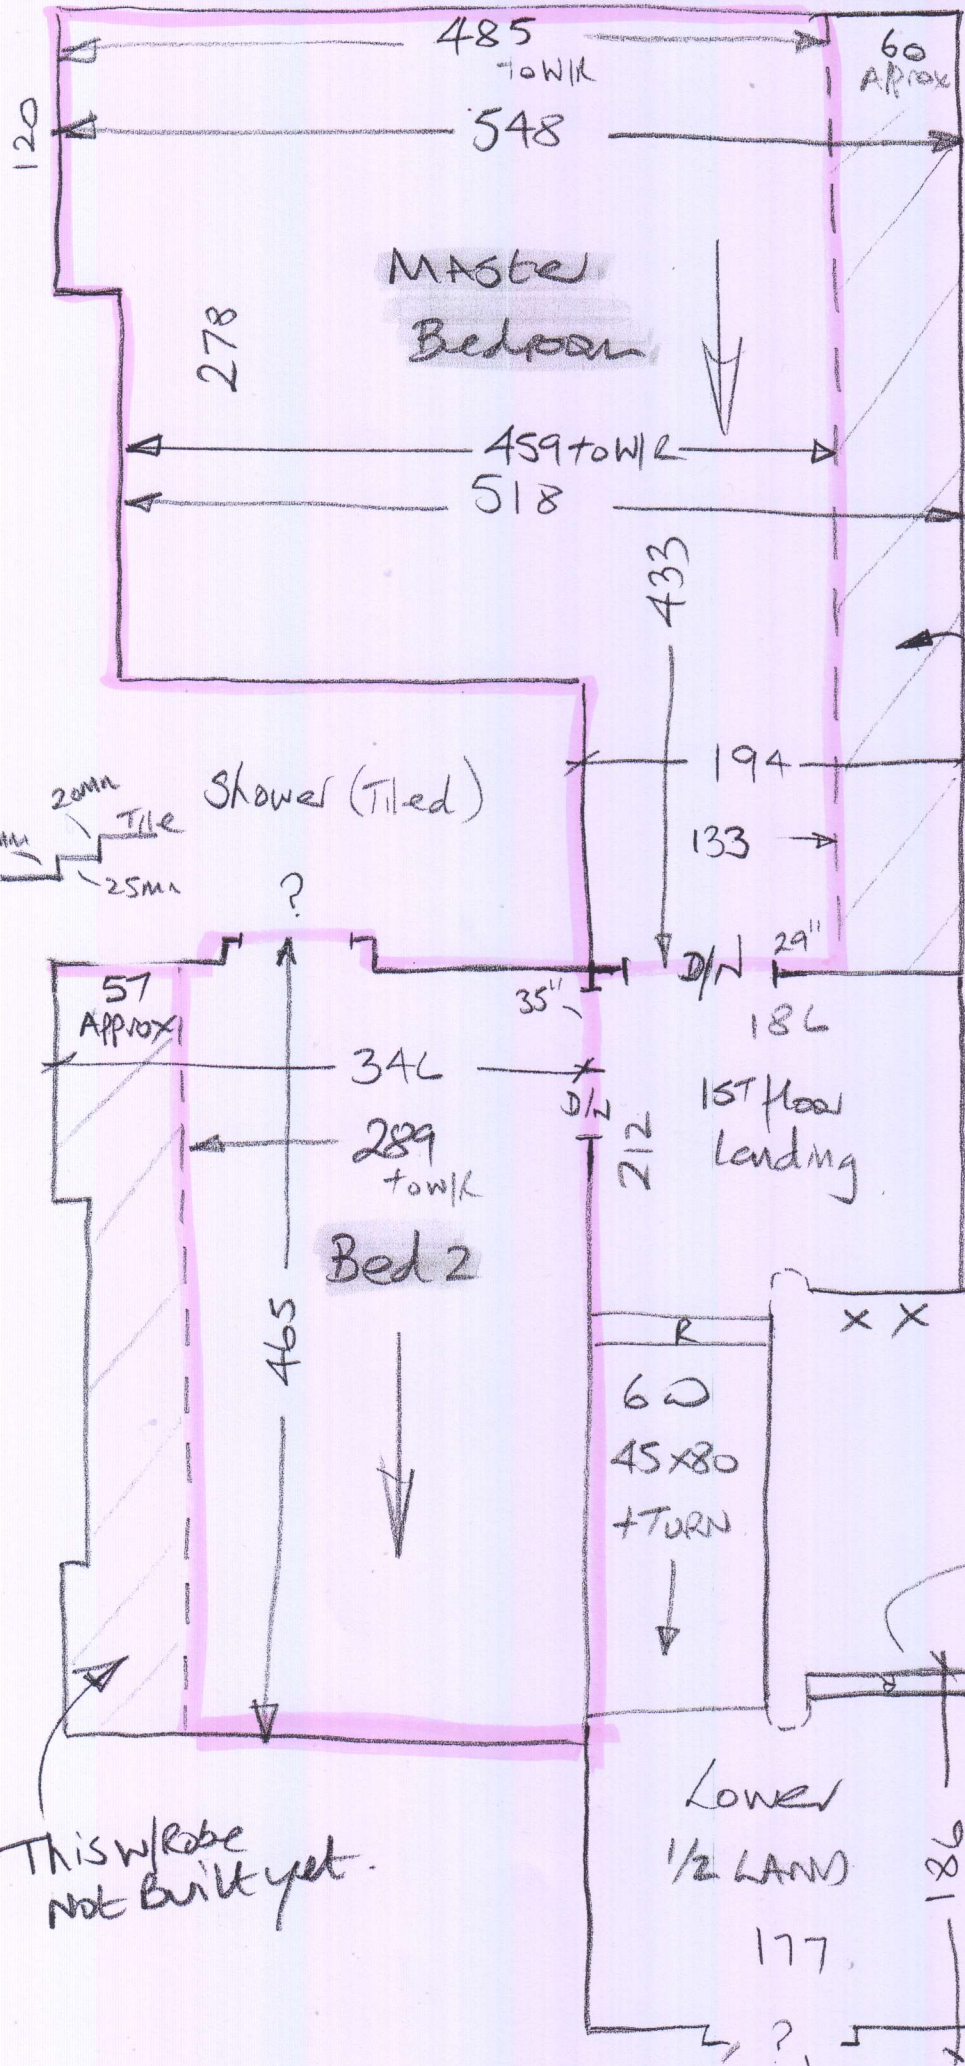 485
to W/R
60
Approx
120
548
Master
Bedroom
278
459 to W/R
518
433
194
Shower (Tiled)
20mm
Tile
25mm
133
?
D/N
29"
35"
186
57
Approx
346
D/N
1st floor
Landing
289
to W/R
212
Bed 2
X X
R
465
6 D
45 x 80
+ TURN
R
Lower
1/2 LAND
186
177
This W/Robe
Not Built yet.
?